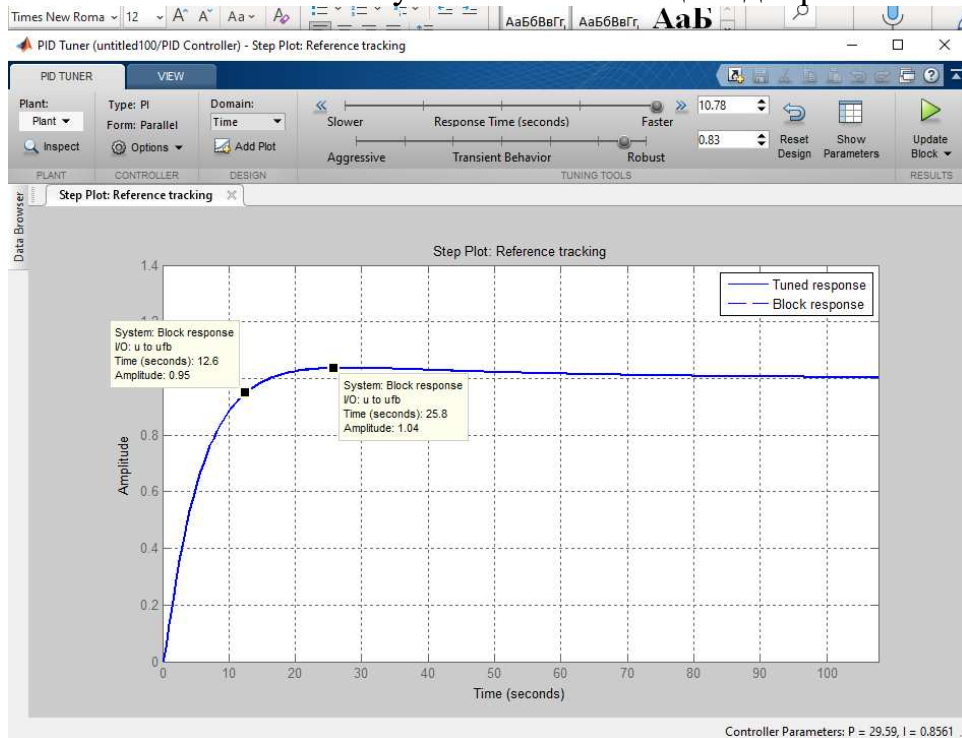 Times New Roma 12 A A Aa A АаБбВвГг, АаБбВвГг, АаБ
PID Tuner (untitled100/PID Controller) - Step Plot: Reference tracking
PID TUNER VIEW
Plant: Type: PI Domain: Slower Response Time (seconds) Faster 10.78
Plant Form: Parallel Time
Inspect Options Add Plot Aggressive Transient Behavior Robust 0.83 Reset Design Show Parameters Update Block
PLANT CONTROLLER DESIGN TUNING TOOLS RESULTS
Step Plot: Reference tracking
Data Browser
Step Plot: Reference tracking
1.4
Tuned response
Block response
System: Block response
I/O: u to ufb
Time (seconds): 12.6
Amplitude: 0.95
System: Block response
I/O: u to ufb
Time (seconds): 25.8
Amplitude: 1.04
0.8
0.6
0.4
0.2
0
Amplitude
0 10 20 30 40 50 60 70 80 90 100
Time (seconds)
Controller Parameters: P = 29.59, I = 0.8561